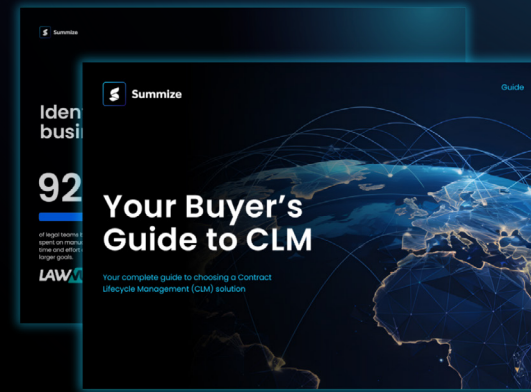 Summize
Iden
busi
92
of legal teams
spent on manu
time and effort
larger goals.
LAW
Summize
Guide
Your Buyer's
Guide to CLM
Your complete guide to choosing a Contract
Lifecycle Management (CLM) solution